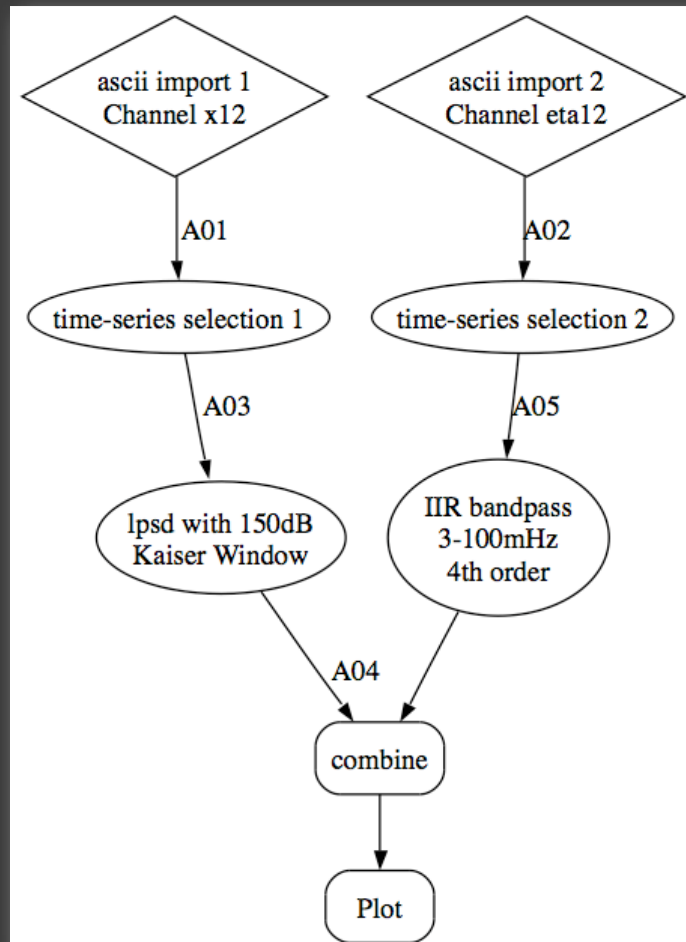 ascii import 1
Channel x12
ascii import 2
Channel eta12
A01
A02
time-series selection 1
time-series selection 2
A03
A05
lpsd with 150dB
Kaiser Window
IIR bandpass
3-100mHz
4th order
A04
combine
Plot